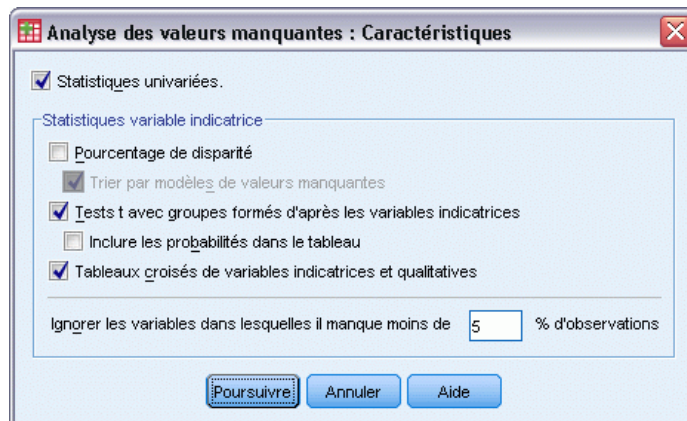 Analyse des valeurs manquantes : Caractéristiques
Statistiques univariées.
Statistiques variable indicatrice
Pourcentage de disparité
Trier par modèles de valeurs manquantes
Tests t avec groupes formés d'après les variables indicatrices
Inclure les probabilités dans le tableau
Tableaux croisés de variables indicatrices et qualitatives
Ignorer les variables dans lesquelles il manque moins de 5 % d'observations
Poursuivre Annuler Aide